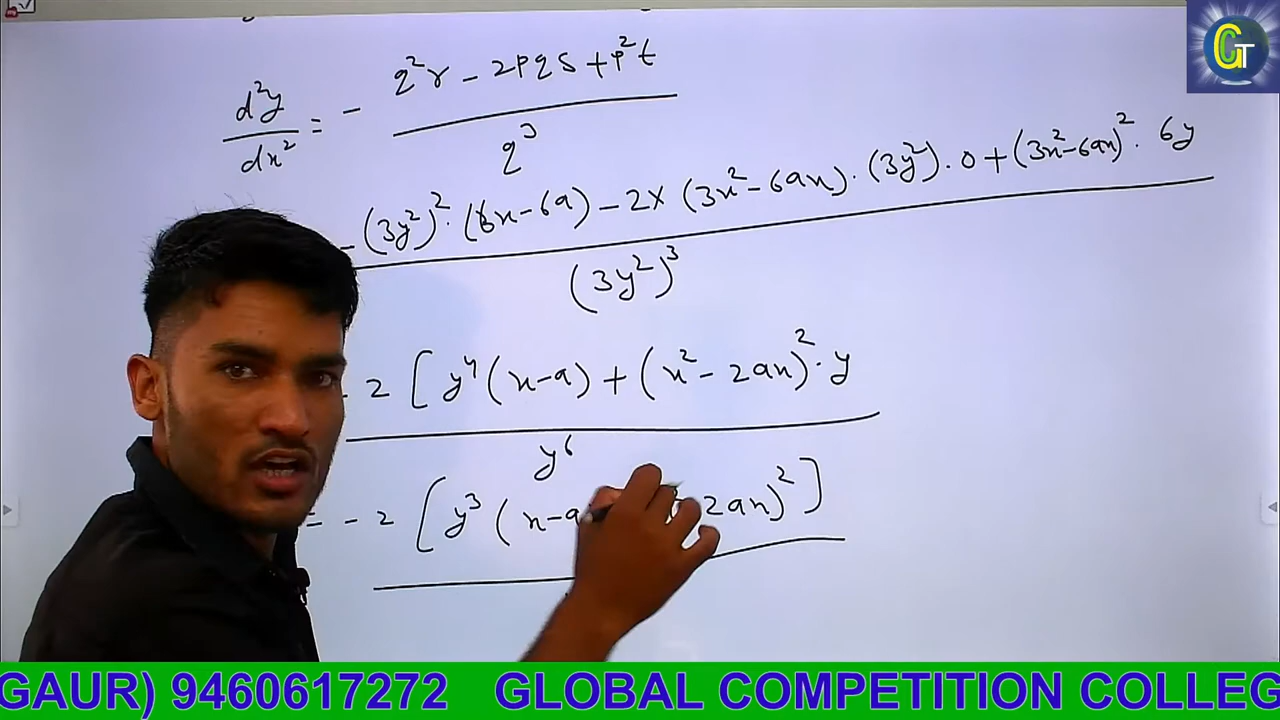 d²y/dx² = - (q²r - 2pqs + p²t)/q³
- ((3y²)² · (6x - 6a) - 2 × (3x² - 6ax) · (3y²) · 0 + (3x² - 6ax)² · 6y)/(3y²)³
2 [y⁴(x-a) + (x² - 2ax)² · y/y⁶
= - 2 [y³(x-a 2ax)²]
GAUR) 9460617272 GLOBAL COMPETITION COLLEG
GT